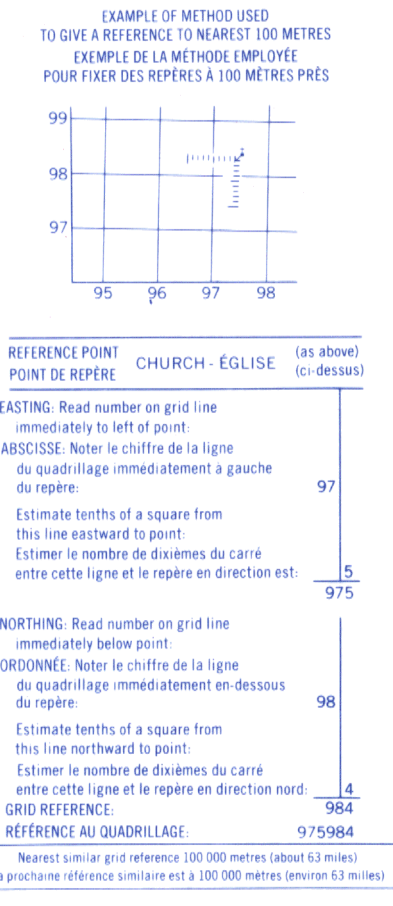 EXAMPLE OF METHOD USED
TO GIVE A REFERENCE TO NEAREST 100 METRES
EXEMPLE DE LA MÉTHODE EMPLOYÉE
POUR FIXER DES REPÈRES À 100 MÈTRES PRÈS
99
98
97
95 96 97 98
REFERENCE POINT
POINT DE REPÈRE
CHURCH - ÉGLISE
(as above)
(ci-dessus)
EASTING: Read number on grid line
immediately to left of point:
ABSCISSE: Noter le chiffre de la ligne
du quadrillage immédiatement à gauche
du repère: 97
Estimate tenths of a square from
this line eastward to point:
Estimer le nombre de dixièmes du carré
entre cette ligne et le repère en direction est: 5
975
NORTHING: Read number on grid line
immediately below point:
ORDONNÉE: Noter le chiffre de la ligne
du quadrillage immédiatement en-dessous
du repère: 98
Estimate tenths of a square from
this line northward to point:
Estimer le nombre de dixièmes du carré
entre cette ligne et le repère en direction nord: 4
GRID REFERENCE: 984
RÉFÉRENCE AU QUADRILLAGE: 975984
Nearest similar grid reference 100 000 metres (about 63 miles)
a prochaine référence similaire est à 100 000 mètres (environ 63 milles)